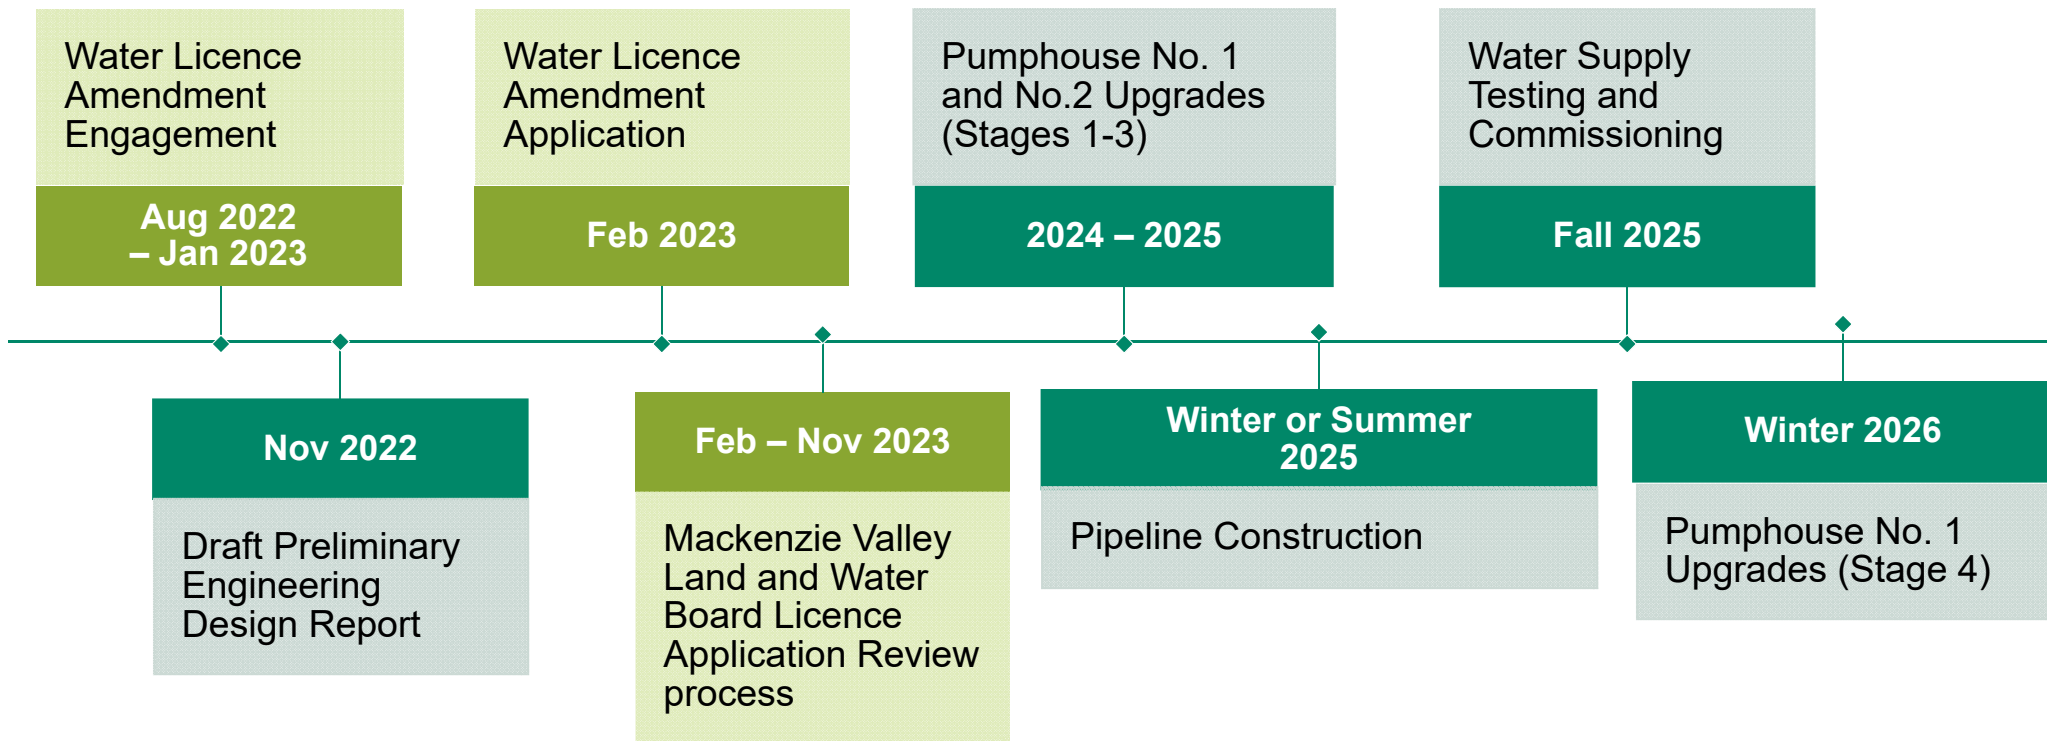 Water Licence
Amendment
Engagement
Aug 2022
– Jan 2023
Water Licence
Amendment
Application
Feb 2023
Pumphouse No. 1
and No.2 Upgrades
(Stages 1-3)
2024 – 2025
Water Supply
Testing and
Commissioning
Fall 2025
Nov 2022
Draft Preliminary
Engineering
Design Report
Feb – Nov 2023
Mackenzie Valley
Land and Water
Board Licence
Application Review
process
Winter or Summer
2025
Pipeline Construction
Winter 2026
Pumphouse No. 1
Upgrades (Stage 4)